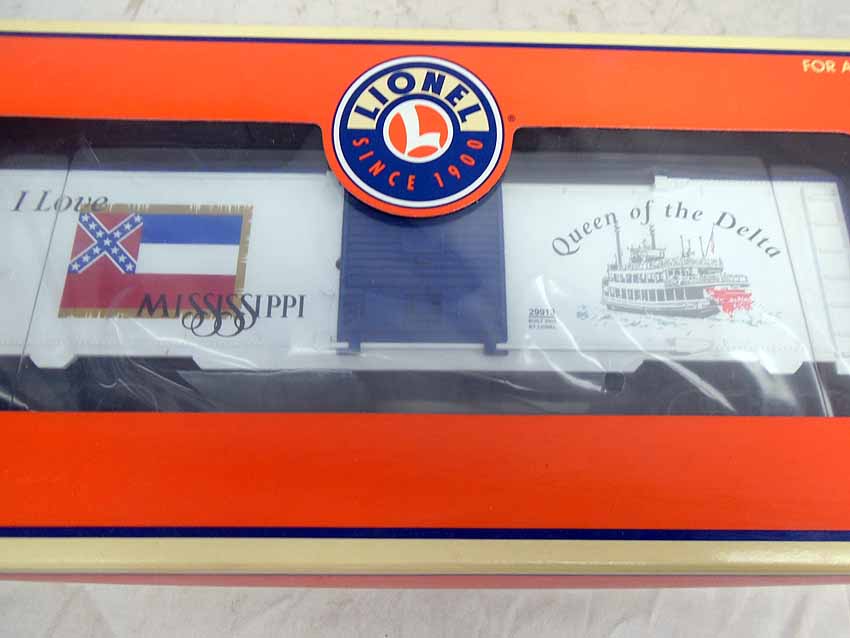 FOR A
LIONEL
L
SINCE 1900
®
I Love
MISSISSIPPI
Queen of the Delta
29913
BUILT
BY LIONEL